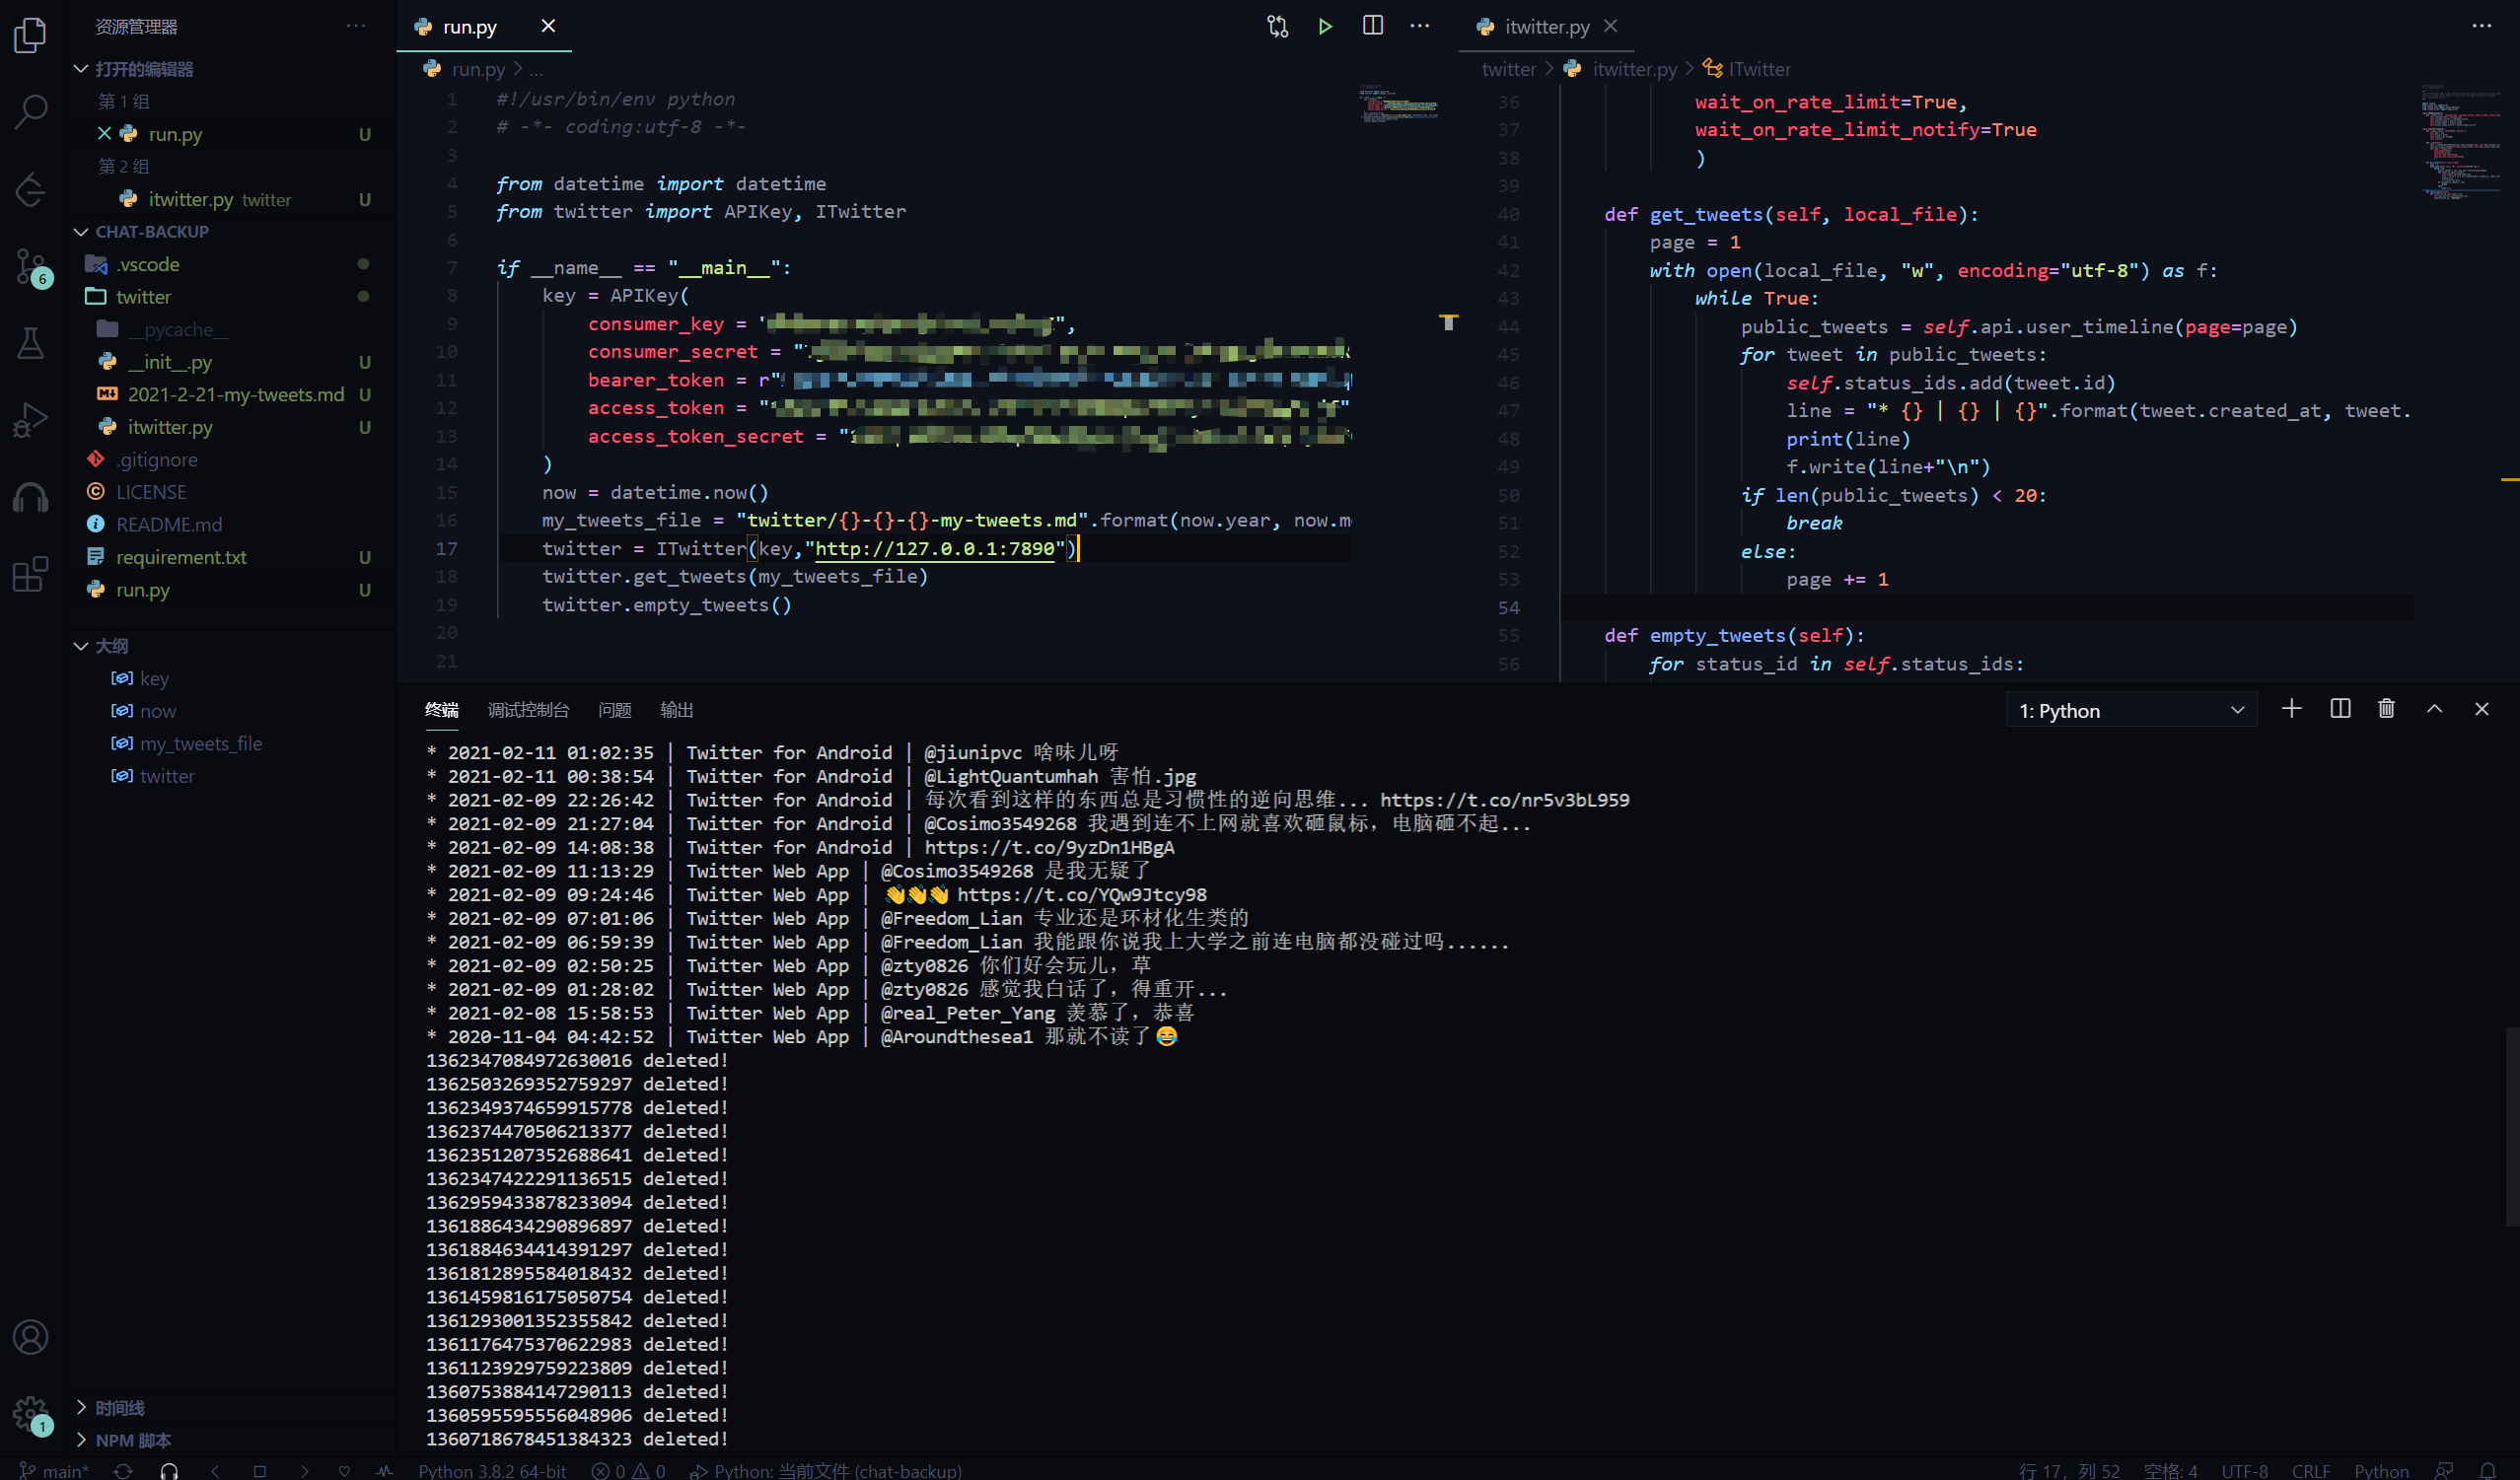 资源管理器
打开的编辑器
第 1 组
run.py U
第 2 组
itwitter.py twitter U
CHAT-BACKUP
.vscode
twitter
__pycache__
__init__.py U
2021-2-21-my-tweets.md U
itwitter.py U
.gitignore
LICENSE
README.md
requirement.txt U
run.py U
大纲
key
now
my_tweets_file
twitter
时间线
NPM 脚本
6
1
run.py
run.py > ...
1 #!/usr/bin/env python
2 # -*- coding:utf-8 -*-
3
4 from datetime import datetime
5 from twitter import APIKey, ITwitter
6
7 if __name__ == "__main__":
8 key = APIKey(
9 consumer_key = '",
10 consumer_secret = "
11 bearer_token = r"
12 access_token = "
13 access_token_secret = "
14 )
15 now = datetime.now()
16 my_tweets_file = "twitter/{}-{}-{}-my-tweets.md".format(now.year, now.m
17 twitter = ITwitter(key,"http://127.0.0.1:7890")
18 twitter.get_tweets(my_tweets_file)
19 twitter.empty_tweets()
20
21
itwitter.py
twitter > itwitter.py > ITwitter
36 wait_on_rate_limit=True,
37 wait_on_rate_limit_notify=True
38 )
39
40 def get_tweets(self, local_file):
41 page = 1
42 with open(local_file, "w", encoding="utf-8") as f:
43 while True:
44 public_tweets = self.api.user_timeline(page=page)
45 for tweet in public_tweets:
46 self.status_ids.add(tweet.id)
47 line = "* {} | {} | {}".format(tweet.created_at, tweet.
48 print(line)
49 f.write(line+"\n")
50 if len(public_tweets) < 20:
51 break
52 else:
53 page += 1
54
55 def empty_tweets(self):
56 for status_id in self.status_ids:
终端 调试控制台 问题 输出
1: Python
* 2021-02-11 01:02:35 | Twitter for Android | @jiunipvc 啥味儿呀
* 2021-02-11 00:38:54 | Twitter for Android | @LightQuantumhah 害怕.jpg
* 2021-02-09 22:26:42 | Twitter for Android | 每次看到这样的东西总是习惯性的逆向思维... https://t.co/nr5v3bL959
* 2021-02-09 21:27:04 | Twitter for Android | @Cosimo3549268 我遇到连不上网就喜欢砸鼠标，电脑砸不起...
* 2021-02-09 14:08:38 | Twitter for Android | https://t.co/9yzDn1HBgA
* 2021-02-09 11:13:29 | Twitter Web App | @Cosimo3549268 是我无疑了
* 2021-02-09 09:24:46 | Twitter Web App | 👋👋👋 https://t.co/YQw9Jtcy98
* 2021-02-09 07:01:06 | Twitter Web App | @Freedom_Lian 专业还是环材化生类的
* 2021-02-09 06:59:39 | Twitter Web App | @Freedom_Lian 我能跟你说我上大学之前连电脑都没碰过吗......
* 2021-02-09 02:50:25 | Twitter Web App | @zty0826 你们好会玩儿，草
* 2021-02-09 01:28:02 | Twitter Web App | @zty0826 感觉我白话了，得重开...
* 2021-02-08 15:58:53 | Twitter Web App | @real_Peter_Yang 羡慕了，恭喜
* 2020-11-04 04:42:52 | Twitter Web App | @Aroundthesea1 那就不读了😂
1362347084972630016 deleted!
1362503269352759297 deleted!
1362349374659915778 deleted!
1362374470506213377 deleted!
1362351207352688641 deleted!
1362347422291136515 deleted!
1362959433878233094 deleted!
1361886434290896897 deleted!
1361884634414391297 deleted!
1361812895584018432 deleted!
1361459816175050754 deleted!
1361293001352355842 deleted!
1361176475370622983 deleted!
1361123929759223809 deleted!
1360753884147290113 deleted!
1360595595556048906 deleted!
1360718678451384323 deleted!
main* Python 3.8.2 64-bit 0 0 Python: 当前文件 (chat-backup) 行 17，列 52 空格: 4 UTF-8 CRLF Python